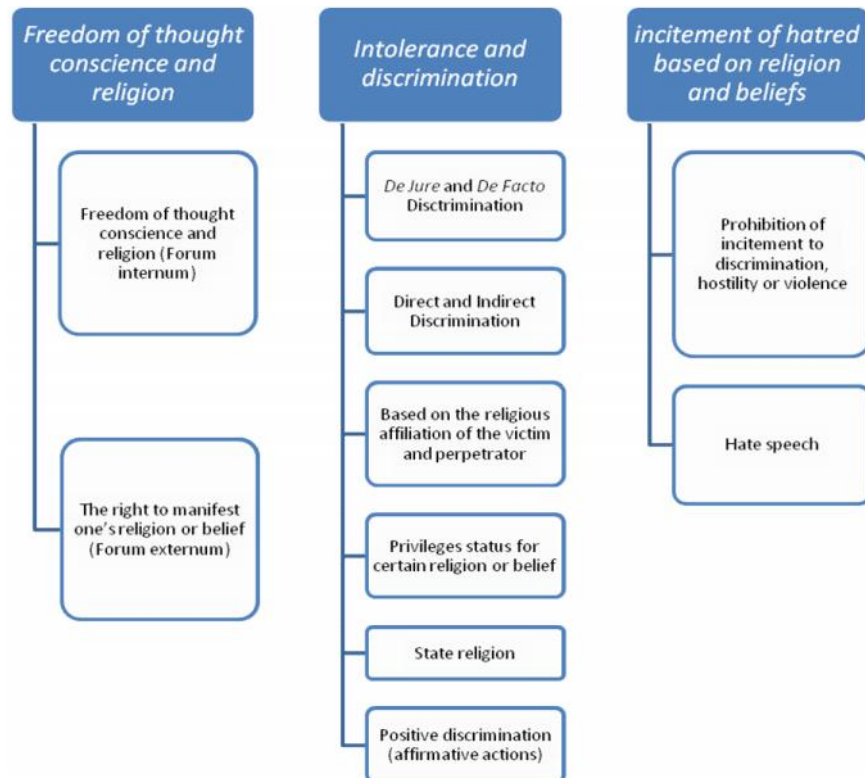 Freedom of thought
conscience and
religion
Freedom of thought
conscience and
religion (Forum
internum)
The right to manifest
one's religion or belief
(Forum externum)
Intolerance and
discrimination
De Jure and De Facto
Disctrimination
Direct and Indirect
Discrimination
Based on the religious
affiliation of the victim
and perpetrator
Privileges status for
certain religion or belief
State religion
Positive discrimination
(affirmative actions)
incitement of hatred
based on religion
and beliefs
Prohibition of
incitement to
discrimination,
hostility or violence
Hate speech